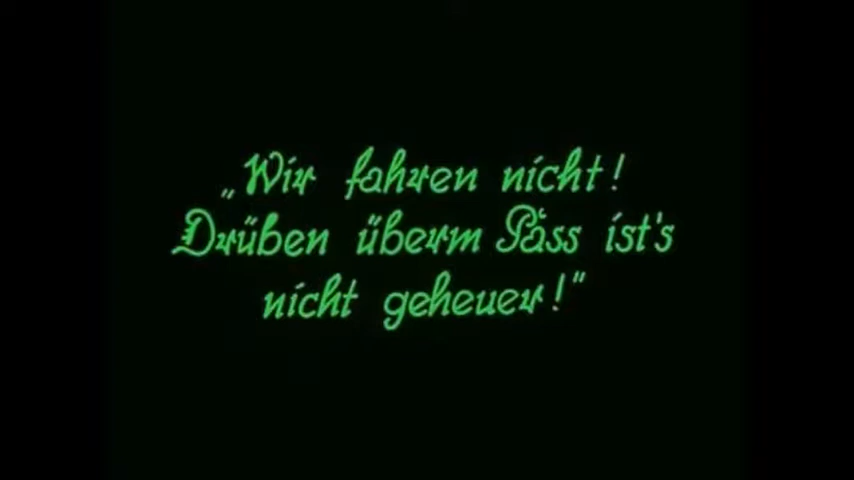 „Wir fahren nicht!
Drüben überm Pass ist's
nicht geheuer!"